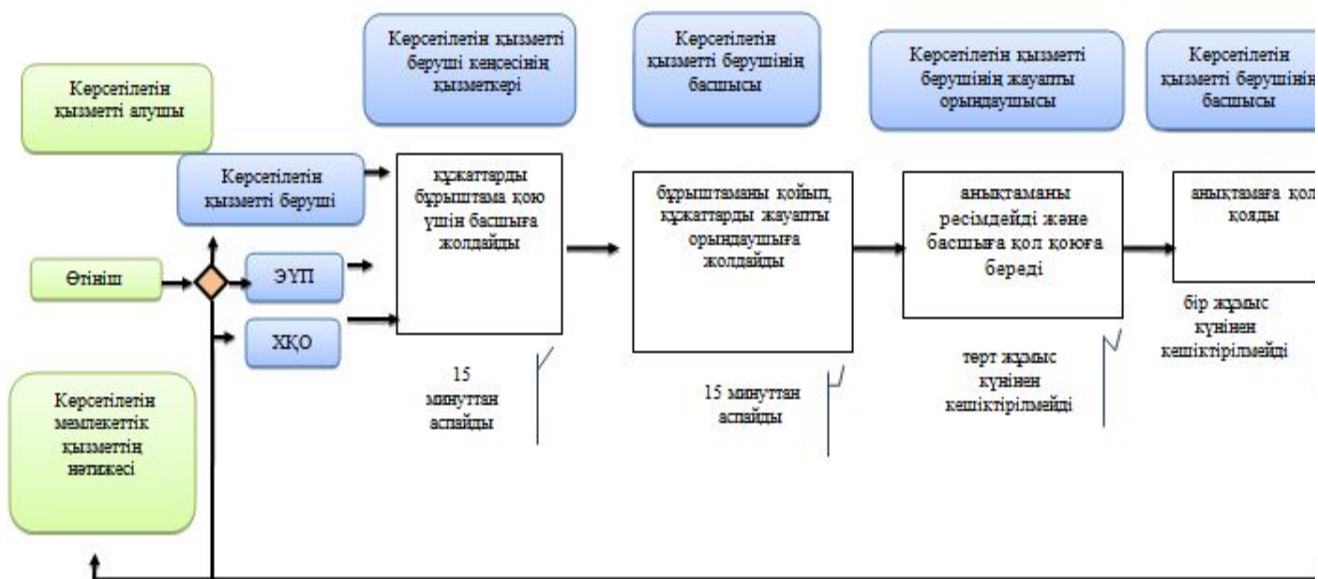 Көрсетілетін
қызметті алушы
Көрсетілетін қызметті
беруші кеңсесінің
қызметкері
Көрсетілетін
қызметті берушінің
басшысы
Көрсетілетін қызметті
берушінің жауапты
орындаушысы
Көрсетілетін
қызметті берушінің
басшысы
Көрсетілетін
қызметті беруші
Өтініш
ЭҮП
ХҚО
құжаттарды
бұрыштама қою
үшін басшыға
жолдайды
бұрыштаманы қойып,
құжаттарды жауапты
орындаушыға
жолдайды
анықтаманы
ресімдейді және
басшыға қол қоюға
береді
анықтамаға қол
қояды
15
минуттан
аспайды
15 минуттан
аспайды
төрт жұмыс
күнінен
кешіктірілмейді
бір жұмыс
күнінен
кешіктірілмейді
Көрсетілетін
мемлекеттік
қызметтің
нәтижесі